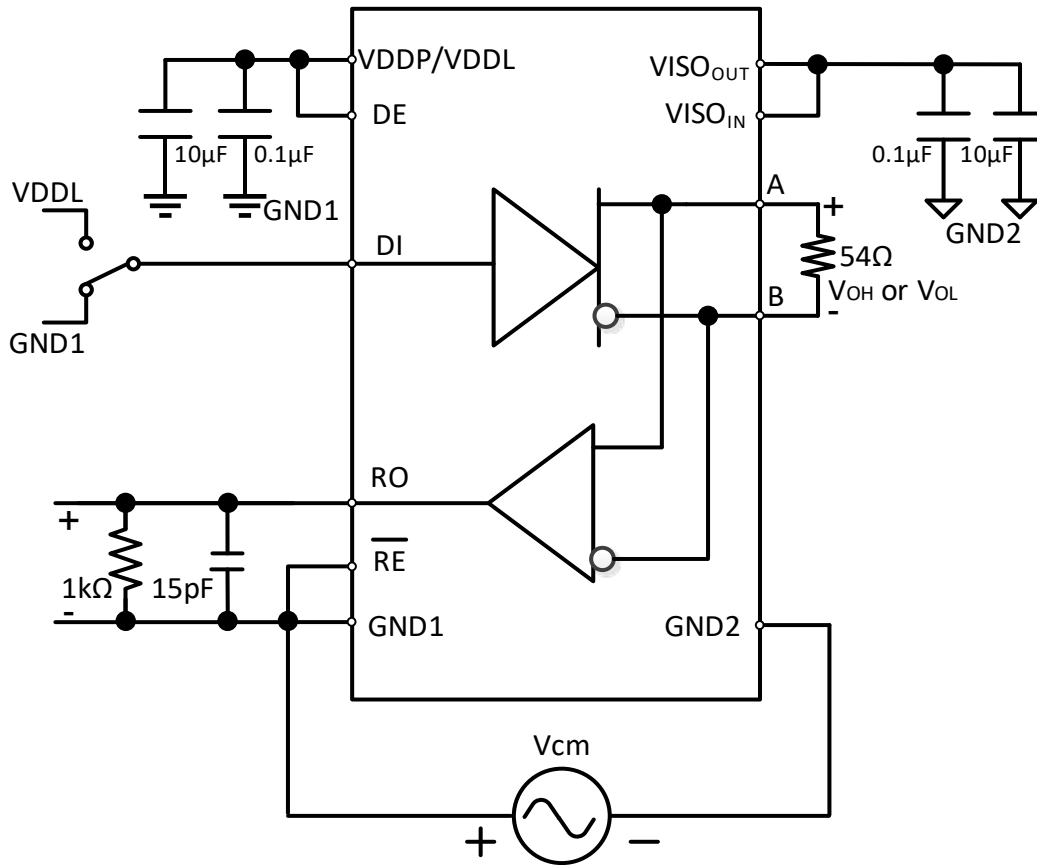 VDDP/VDDL
DE
10µF
0.1µF
GND1
VISOOUT
VISOIN
0.1µF
10µF
GND2
VDDL
GND1
DI
A
+
54Ω
VOH or VOL
B
-
RO
+
1kΩ
15pF
-
RE
GND1
GND2
Vcm
+
−